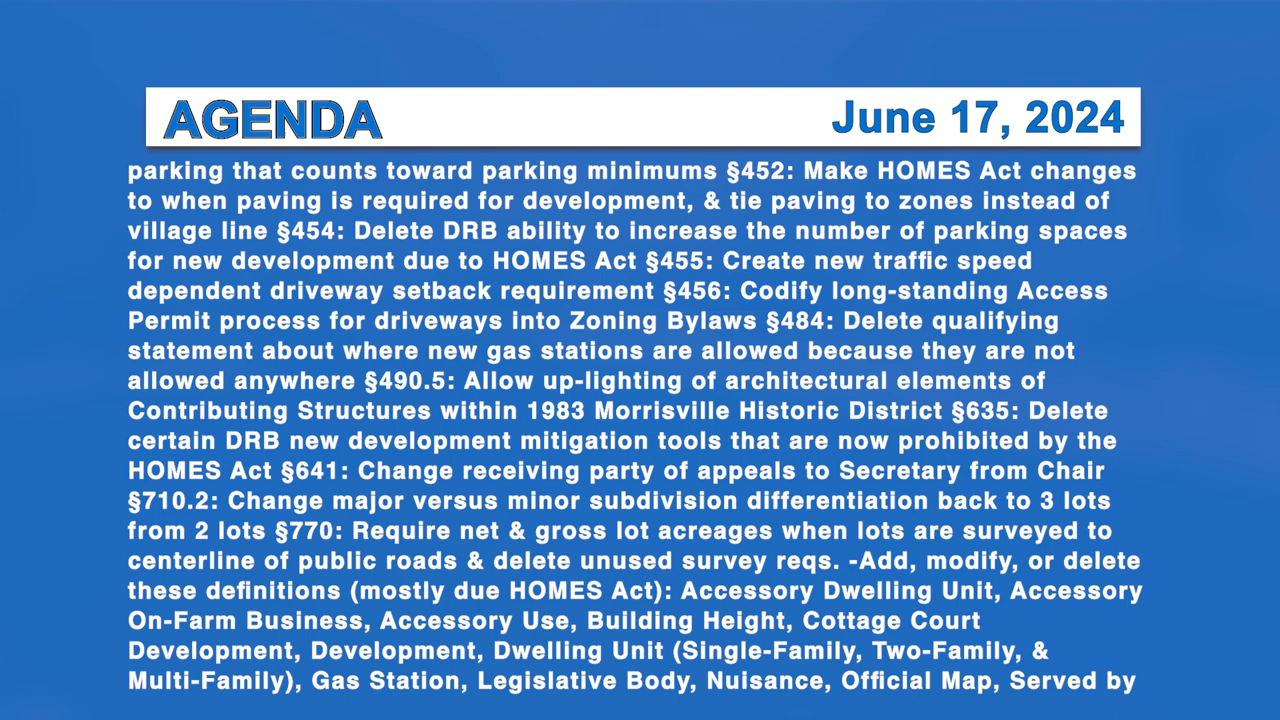 AGENDA June 17, 2024
parking that counts toward parking minimums §452: Make HOMES Act changes
to when paving is required for development, & tie paving to zones instead of
village line §454: Delete DRB ability to increase the number of parking spaces
for new development due to HOMES Act §455: Create new traffic speed
dependent driveway setback requirement §456: Codify long-standing Access
Permit process for driveways into Zoning Bylaws §484: Delete qualifying
statement about where new gas stations are allowed because they are not
allowed anywhere §490.5: Allow up-lighting of architectural elements of
Contributing Structures within 1983 Morrisville Historic District §635: Delete
certain DRB new development mitigation tools that are now prohibited by the
HOMES Act §641: Change receiving party of appeals to Secretary from Chair
§710.2: Change major versus minor subdivision differentiation back to 3 lots
from 2 lots §770: Require net & gross lot acreages when lots are surveyed to
centerline of public roads & delete unused survey reqs. -Add, modify, or delete
these definitions (mostly due HOMES Act): Accessory Dwelling Unit, Accessory
On-Farm Business, Accessory Use, Building Height, Cottage Court
Development, Development, Dwelling Unit (Single-Family, Two-Family, &
Multi-Family), Gas Station, Legislative Body, Nuisance, Official Map, Served by